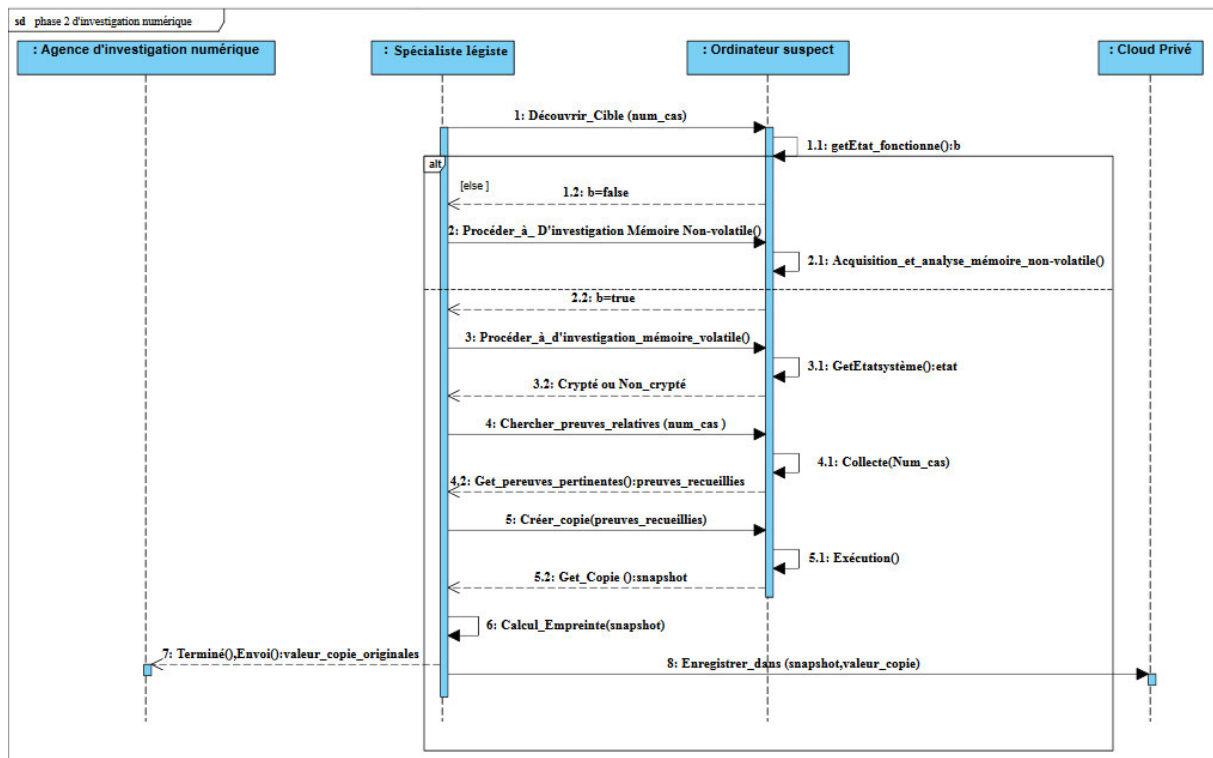 sd phase 2 d'investigation numérique
: Agence d'investigation numérique
: Spécialiste légiste
: Ordinateur suspect
: Cloud Privé
1: Découvrir_Cible (num_cas)
1.1: getEtat_fonctionne():b
alt
[else ]
1.2: b=false
2: Procéder_à_ D'investigation Mémoire Non-volatile()
2.1: Acquisition_et_analyse_mémoire_non-volatile()
2.2: b=true
3: Procéder_à_d'investigation_mémoire_volatile()
3.1: GetEtatsystème():etat
3.2: Crypté ou Non_crypté
4: Chercher_preuves_relatives (num_cas )
4.1: Collecte(Num_cas)
4.2: Get_pereuves_pertinentes():preuves_recueillies
5: Créer_copie(preuves_recueillies)
5.1: Exécution()
5.2: Get_Copie ():snapshot
6: Calcul_Empreinte(snapshot)
7: Terminé(),Envoi():valeur_copie_originales
8: Enregistrer_dans (snapshot,valeur_copie)